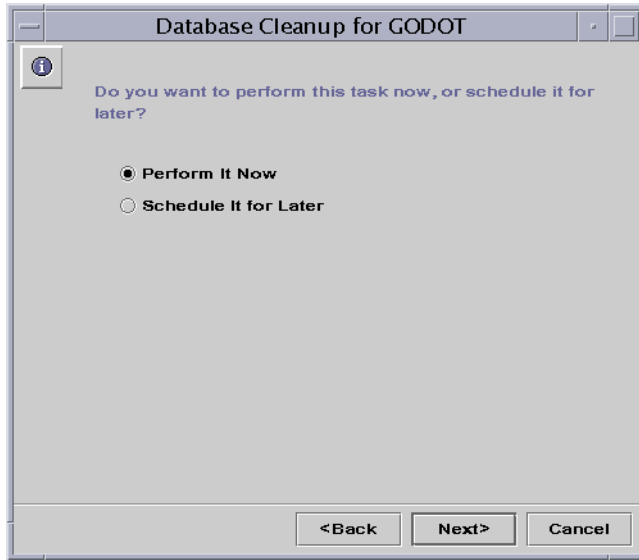 Database Cleanup for GODOT
Do you want to perform this task now, or schedule it for
later?
Perform It Now
Schedule It for Later
<Back
Next>
Cancel